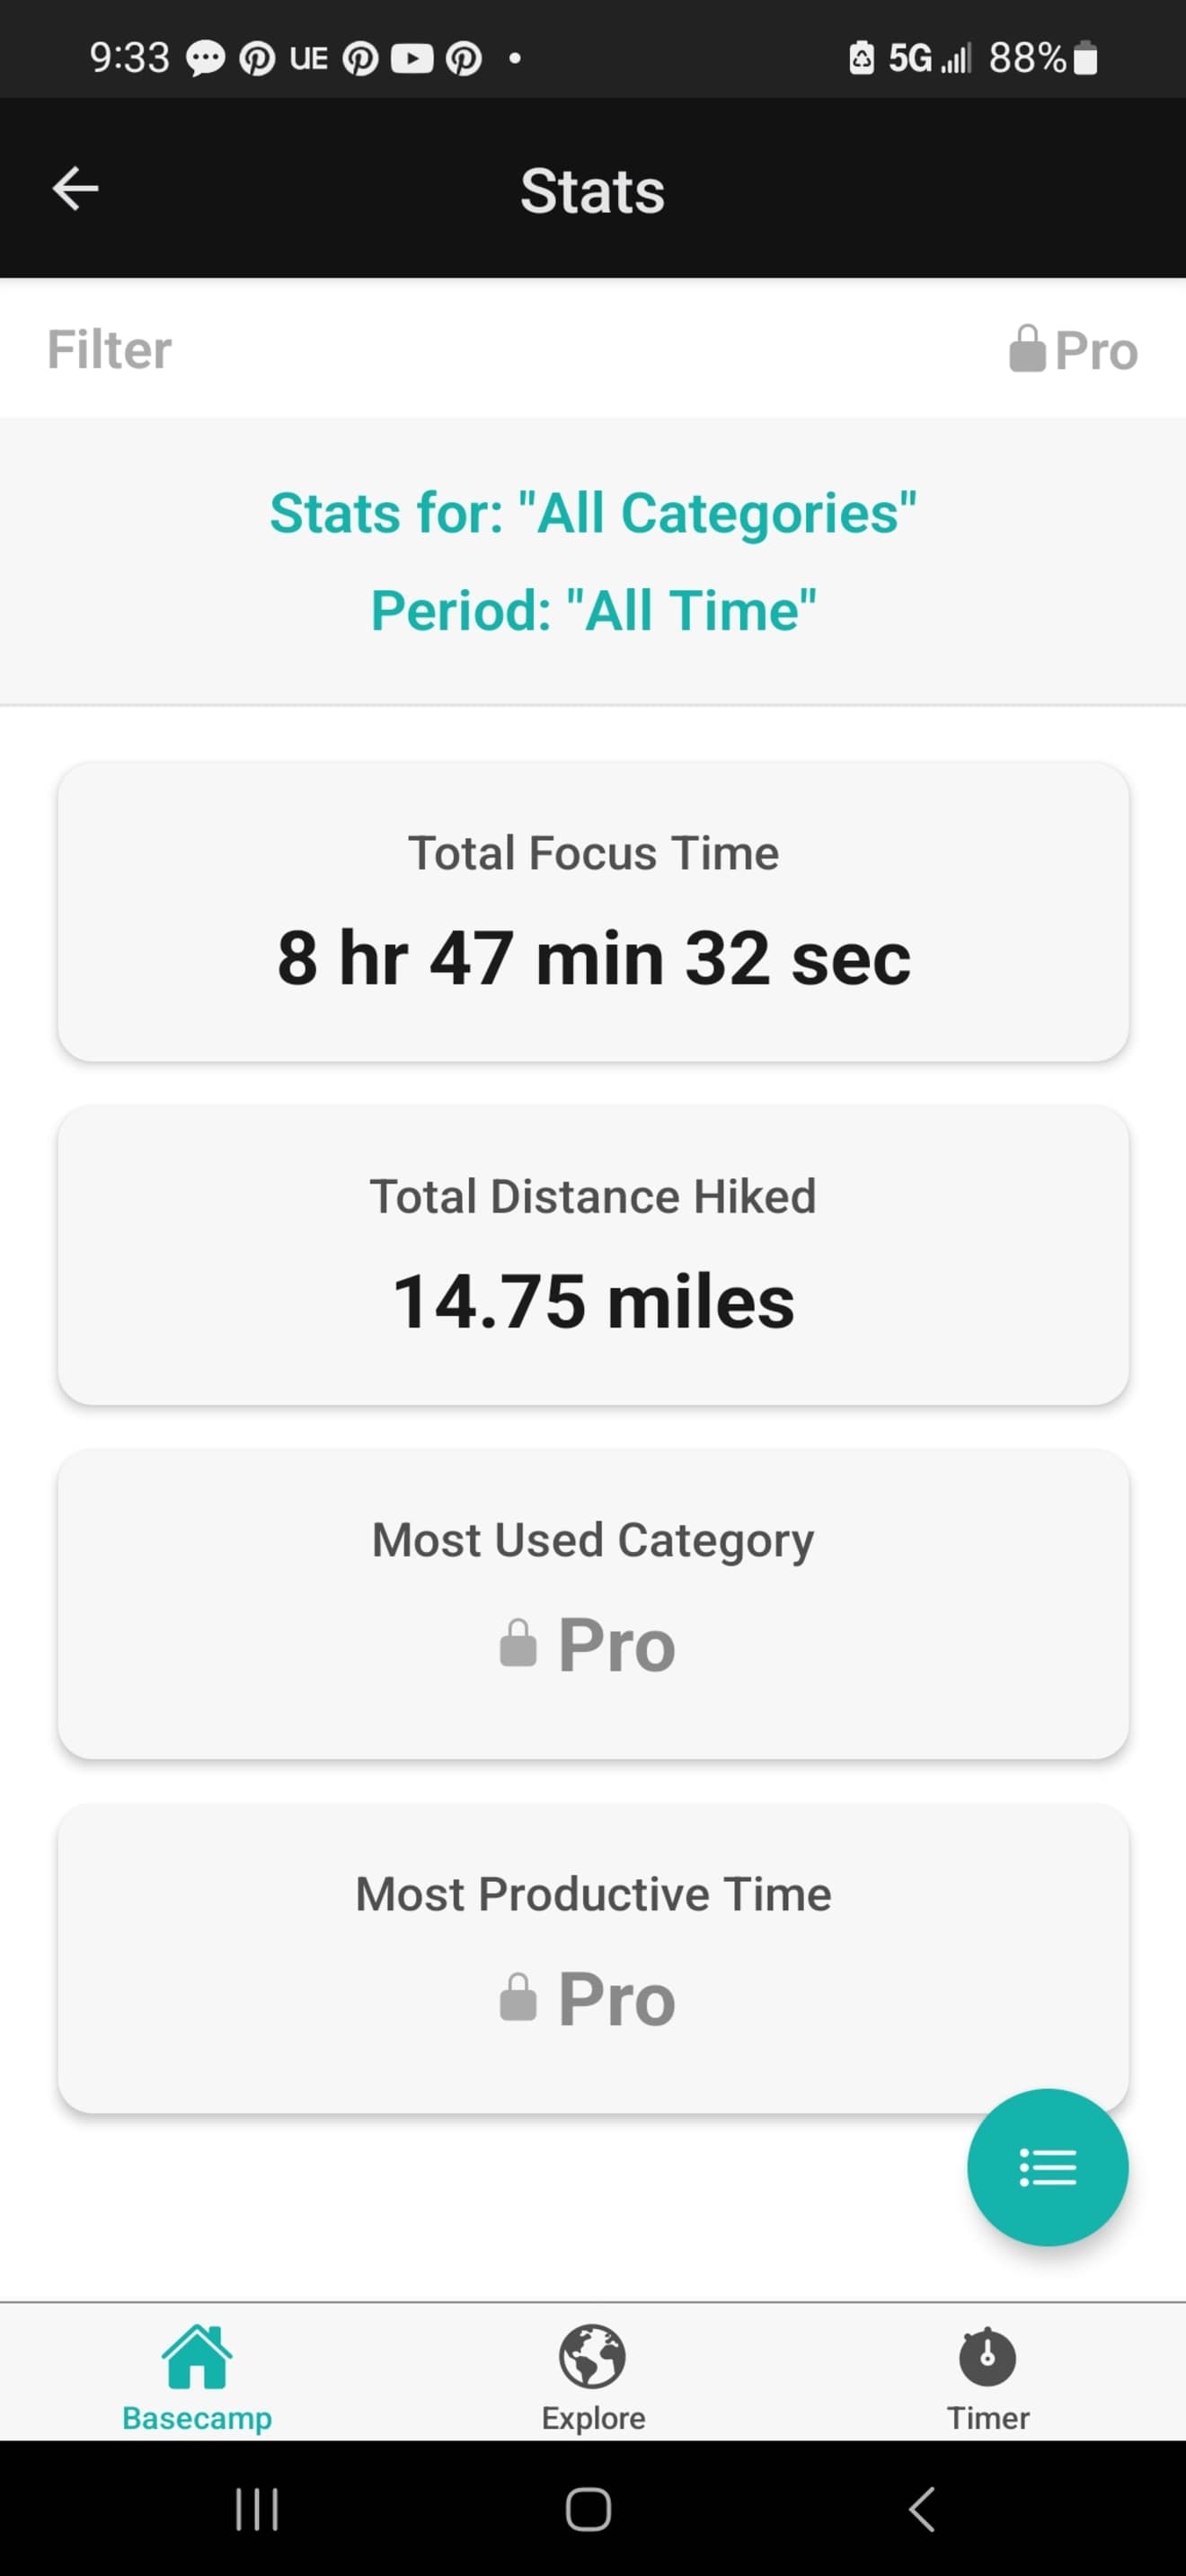 9:33 UE 5G 88%
Stats
Filter Pro
Stats for: "All Categories"
Period: "All Time"
Total Focus Time
8 hr 47 min 32 sec
Total Distance Hiked
14.75 miles
Most Used Category
Pro
Most Productive Time
Pro
Basecamp Explore Timer